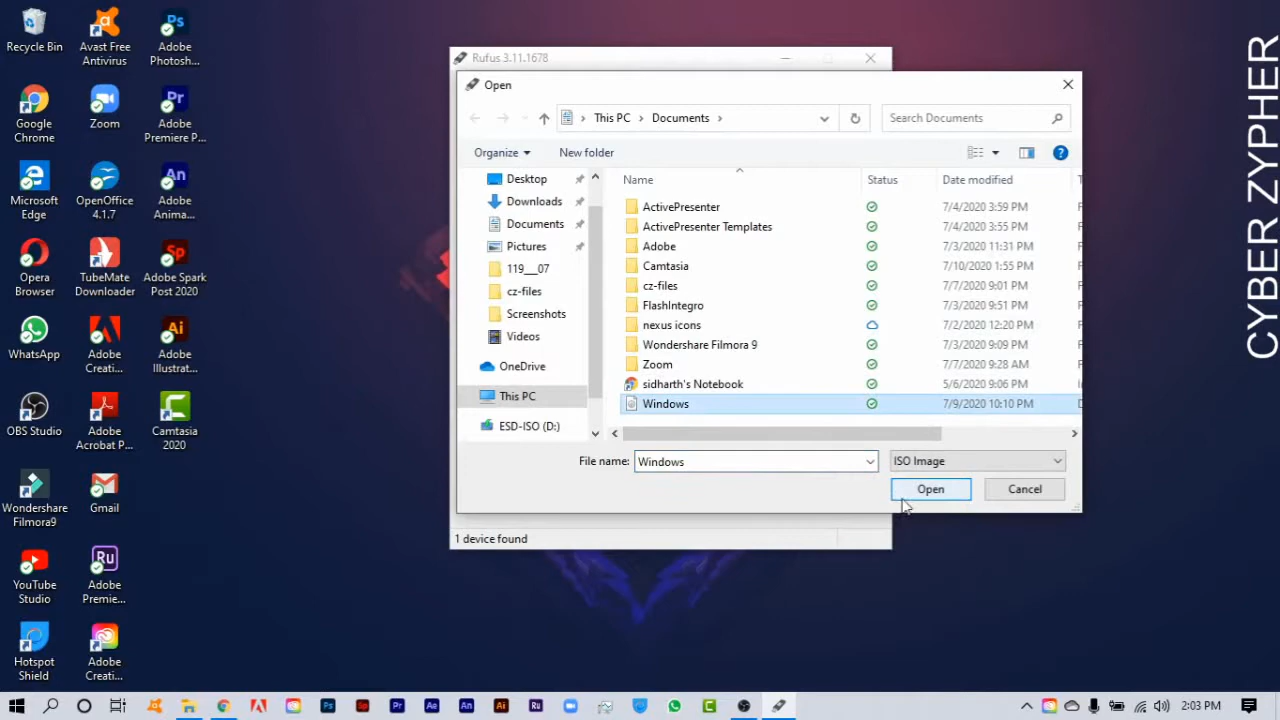 Recycle Bin
Avast Free
Antivirus
Adobe
Photosh...
Google
Chrome
Zoom
Adobe
Premiere P...
Microsoft
Edge
OpenOffice
4.1.7
Adobe
Anima...
Opera
Browser
TubeMate
Downloader
Adobe Spark
Post 2020
WhatsApp
Adobe
Creati...
Adobe
Illustrat...
OBS Studio
Adobe
Acrobat P...
Camtasia
2020
Wondershare
Filmora9
Gmail
YouTube
Studio
Adobe
Premie...
Hotspot
Shield
Adobe
Creati...
Rufus 3.11.1678
Open
This PC
Documents
Search Documents
Organize
New folder
Desktop
Downloads
Documents
Pictures
119___07
cz-files
Screenshots
Videos
OneDrive
This PC
ESD-ISO (D:)
Name
Status
Date modified
ActivePresenter 7/4/2020 3:59 PM
ActivePresenter Templates 7/4/2020 3:55 PM
Adobe 7/3/2020 11:31 PM
Camtasia 7/10/2020 1:55 PM
cz-files 7/7/2020 9:01 PM
FlashIntegro 7/3/2020 9:51 PM
nexus icons 7/2/2020 12:20 PM
Wondershare Filmora 9 7/3/2020 9:09 PM
Zoom 7/7/2020 9:28 AM
sidharth's Notebook 5/6/2020 9:06 PM
Windows 7/9/2020 10:10 PM
File name:
Windows
ISO Image
Open
Cancel
1 device found
CYBER ZYPHER
2:03 PM